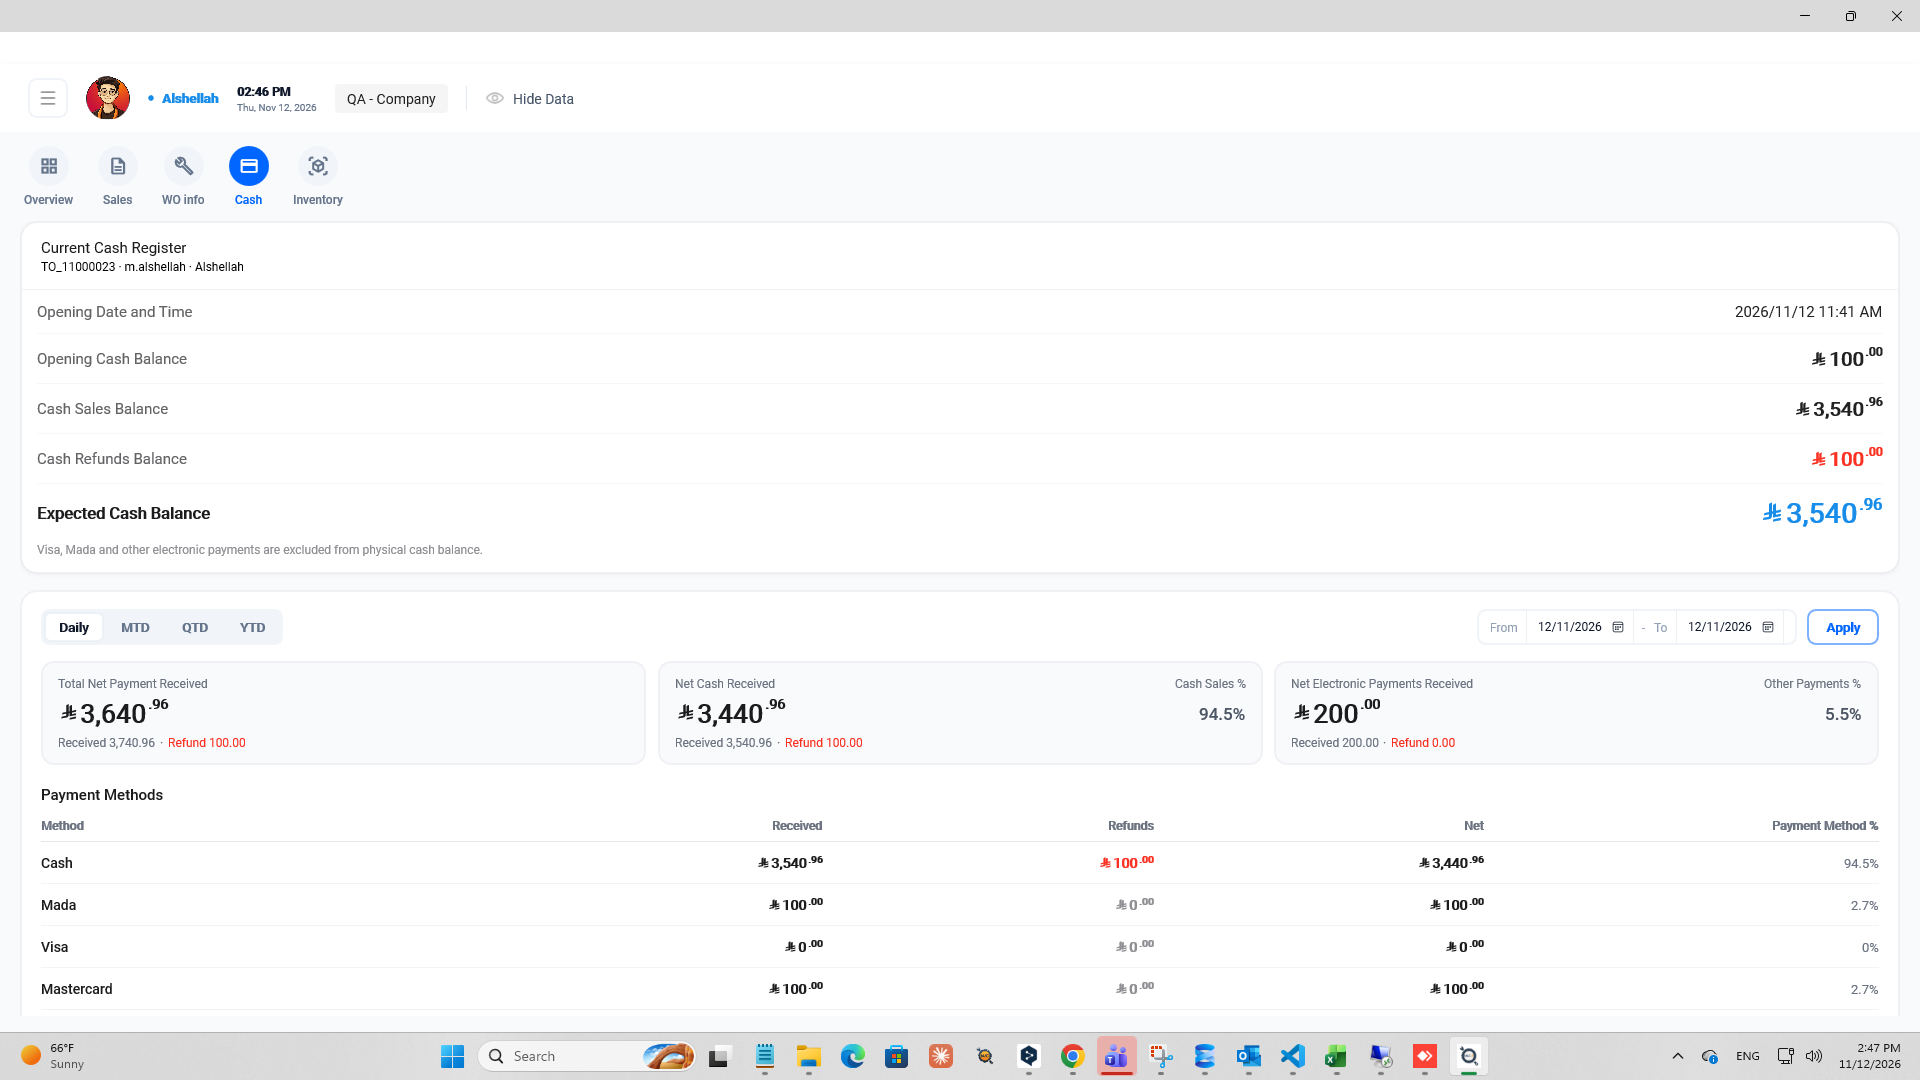 Alshellah
02:46 PM
Thu, Nov 12, 2026
QA - Company
Hide Data
Overview
Sales
WO info
Cash
Inventory
Current Cash Register
TO_11000023 · m.alshellah · Alshellah
Opening Date and Time 2026/11/12 11:41 AM
Opening Cash Balance 100.00
Cash Sales Balance 3,540.96
Cash Refunds Balance 100.00
Expected Cash Balance 3,540.96
Visa, Mada and other electronic payments are excluded from physical cash balance.
Daily MTD QTD YTD From 12/11/2026 - To 12/11/2026 Apply
Total Net Payment Received
3,640.96
Received 3,740.96 · Refund 100.00
Net Cash Received Cash Sales %
3,440.96 94.5%
Received 3,540.96 · Refund 100.00
Net Electronic Payments Received Other Payments %
200.00 5.5%
Received 200.00 · Refund 0.00
Payment Methods
Method Received Refunds Net Payment Method %
Cash 3,540.96 100.00 3,440.96 94.5%
Mada 100.00 0.00 100.00 2.7%
Visa 0.00 0.00 0.00 0%
Mastercard 100.00 0.00 100.00 2.7%
66°F
Sunny
Search
ENG
2:47 PM
11/12/2026